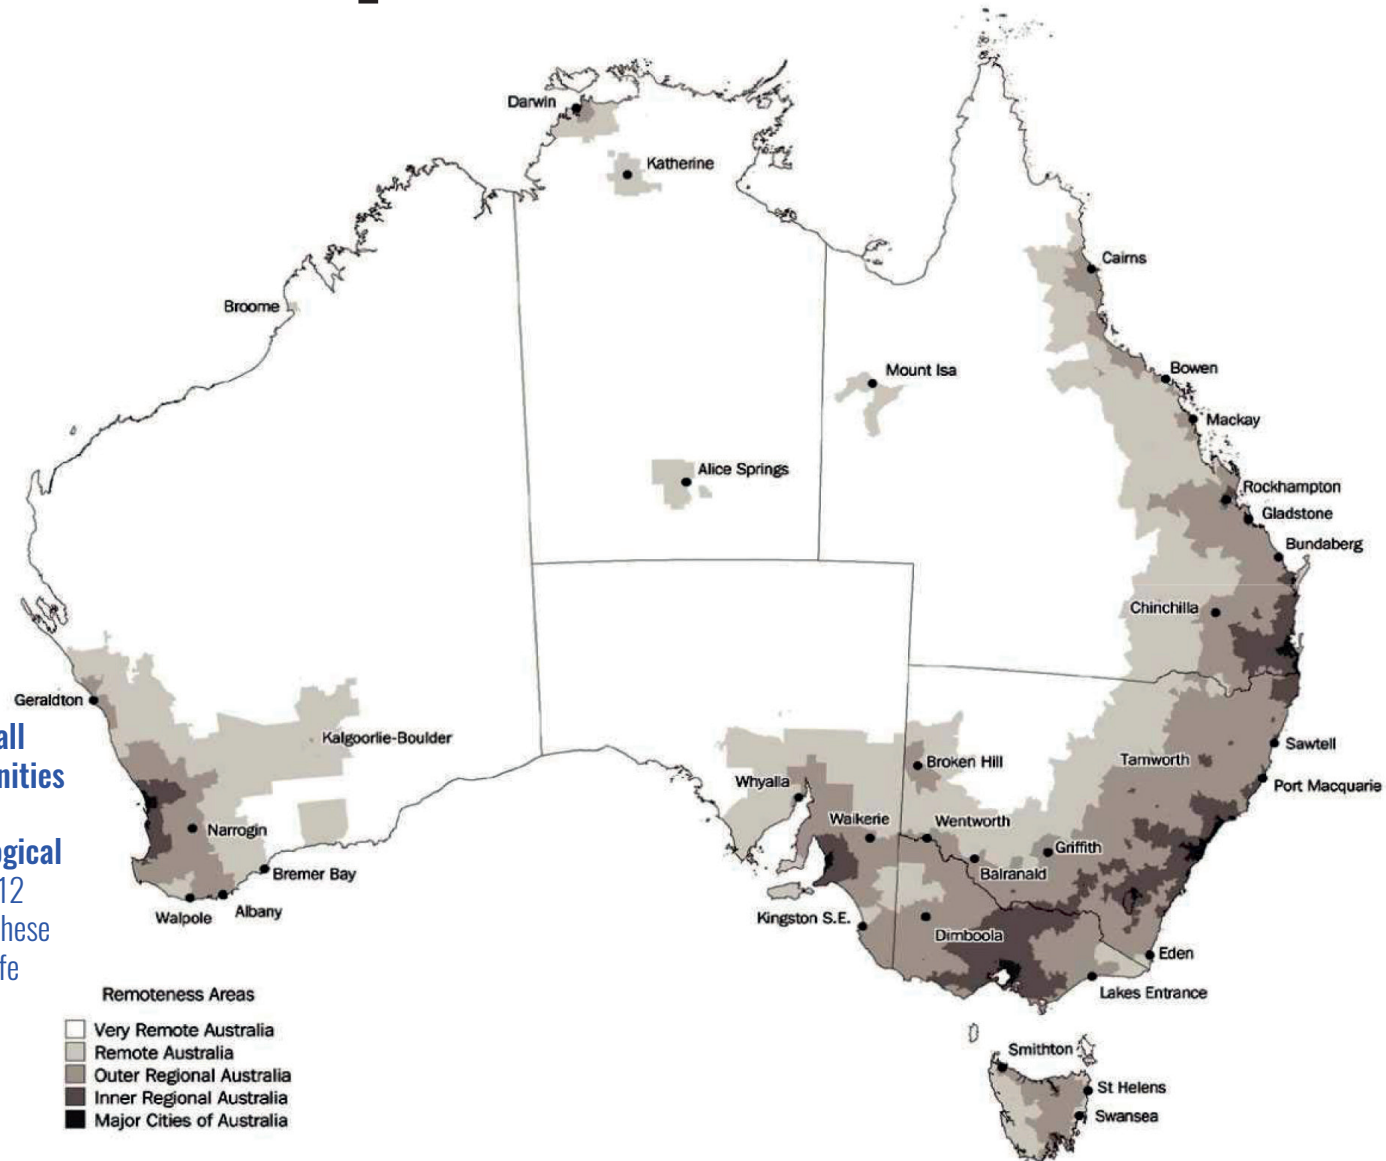 Darwin
Katherine
Cairns
Broome
Bowen
Mount Isa
Mackay
Alice Springs
Rockhampton
Gladstone
Bundaberg
Chinchilla
Geraldton
all
Kalgoorlie-Boulder
nities
Sawtell
Tamworth
Broken Hill
Port Macquarie
Whyalla
Waikerie
Wentworth
Narrogin
Griffith
ogical
Bremer Bay
Balranald
12
Walpole
Albany
Kingston S.E.
hese
Dimboola
Eden
fe
Lakes Entrance
Remoteness Areas
Very Remote Australia
Remote Australia
Outer Regional Australia
Inner Regional Australia
Major Cities of Australia
Smithton
St Helens
Swansea